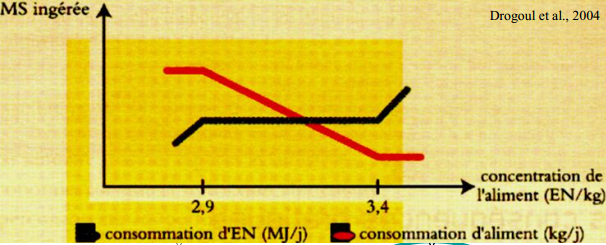 MS ingérée
Drogoul et al., 2004
concentration de
l'aliment (EN/kg)
2,9
3,4
consommation d'EN (MJ/j)
consommation d'aliment (kg/j)